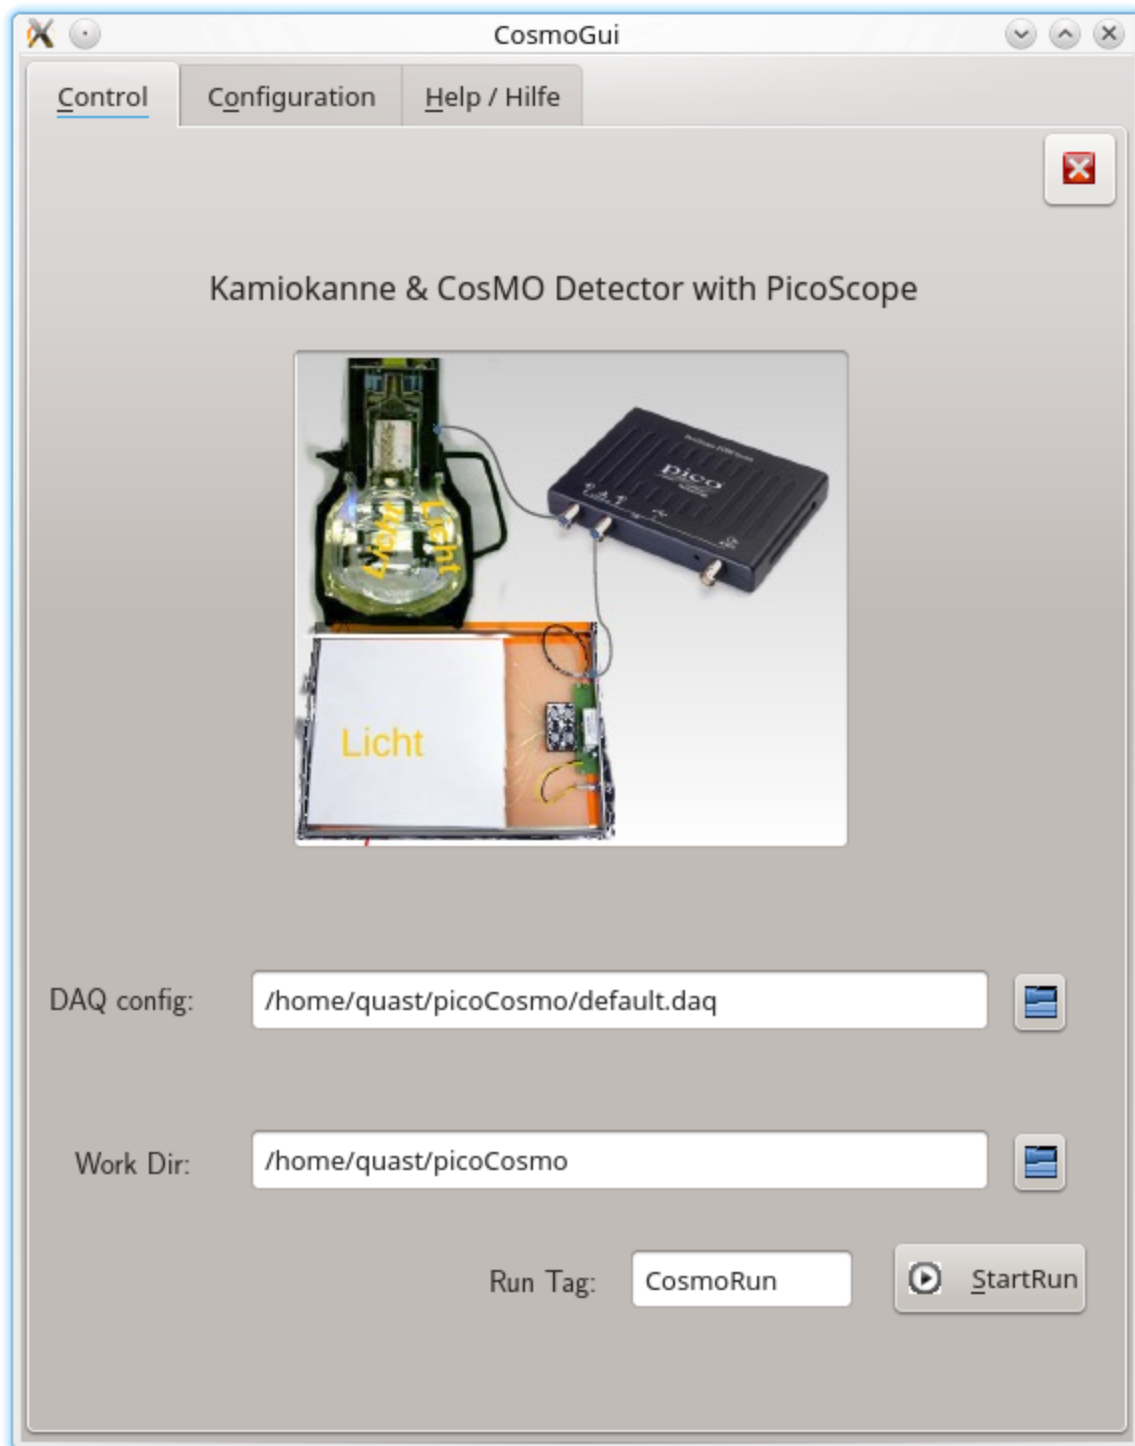 CosmoGui
Control
Configuration
Help / Hilfe
Kamiokanne & CosMO Detector with PicoScope
pico
Licht
Licht
DAQ config:
/home/quast/picoCosmo/default.daq
Work Dir:
/home/quast/picoCosmo
Run Tag:
CosmoRun
StartRun